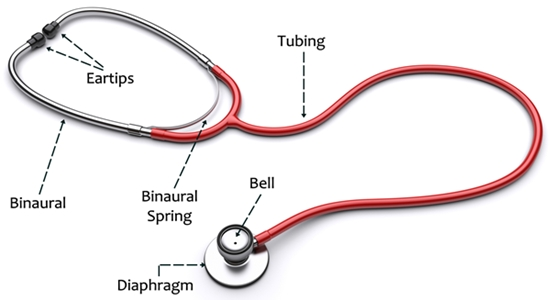 Tubing
Eartips
Binaural
Binaural
Spring
Bell
Diaphragm